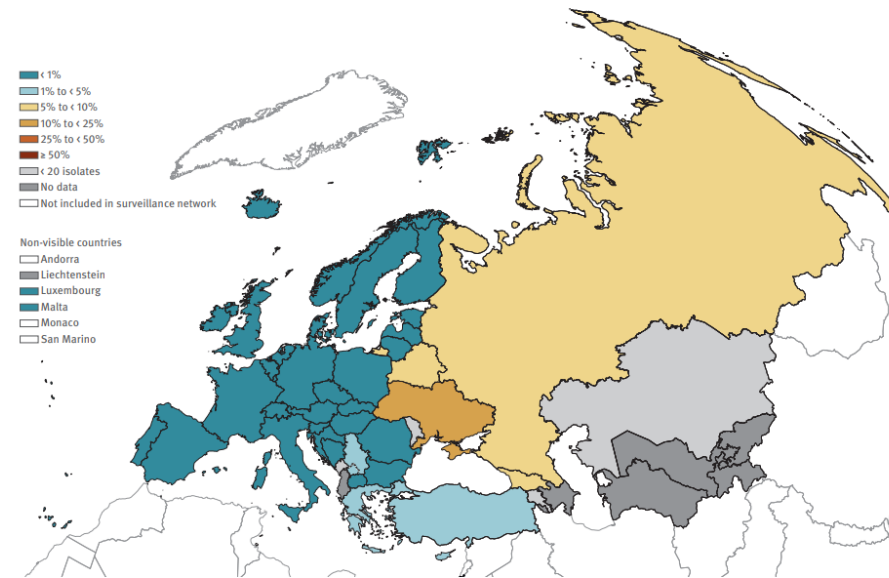 < 1%
1% to < 5%
5% to < 10%
10% to < 25%
25% to < 50%
≥ 50%
< 20 isolates
No data
Not included in surveillance network
Non-visible countries
Andorra
Liechtenstein
Luxembourg
Malta
Monaco
San Marino